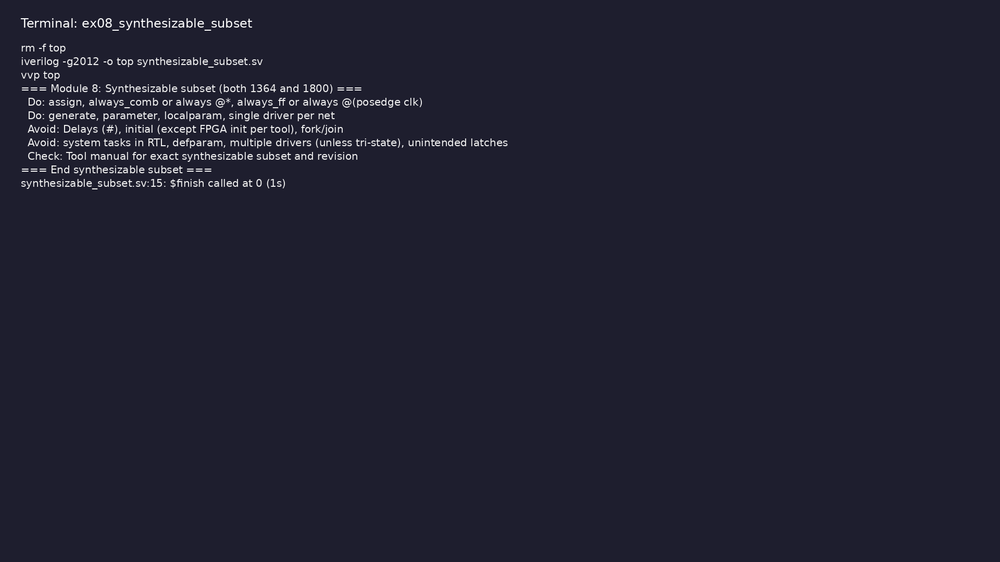 Terminal: ex08_synthesizable_subset
rm -f top
iverilog -g2012 -o top synthesizable_subset.sv
vvp top
=== Module 8: Synthesizable subset (both 1364 and 1800) ===
Do: assign, always_comb or always @*, always_ff or always @(posedge clk)
Do: generate, parameter, localparam, single driver per net
Avoid: Delays (#), initial (except FPGA init per tool), fork/join
Avoid: system tasks in RTL, defparam, multiple drivers (unless tri-state), unintended latches
Check: Tool manual for exact synthesizable subset and revision
=== End synthesizable subset ===
synthesizable_subset.sv:15: $finish called at 0 (1s)